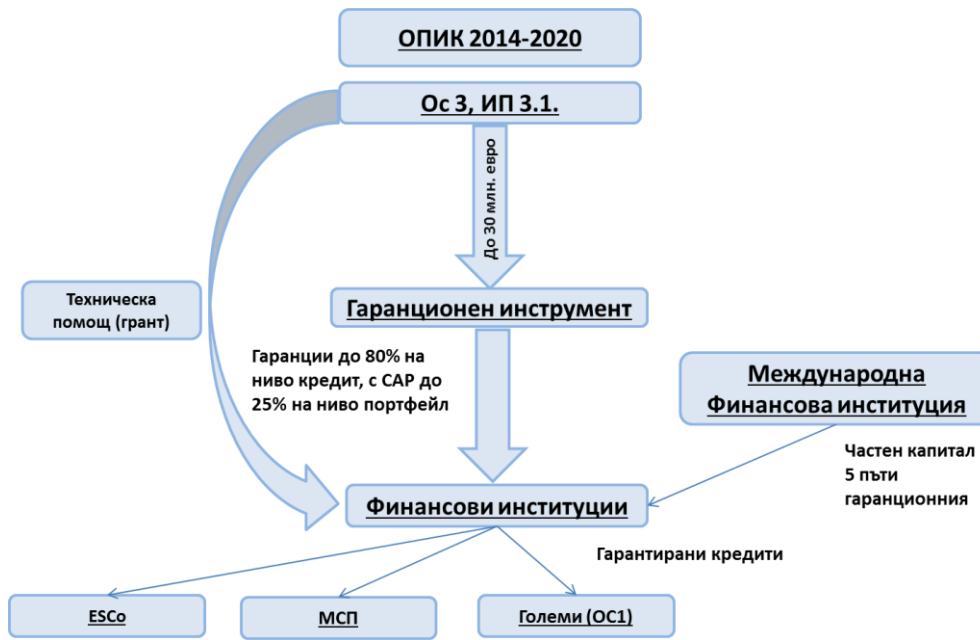 ОПИК 2014-2020
Ос 3, ИП 3.1.
До 30 млн. евро
Техническа
помощ (грант)
Гаранционен инструмент
Гаранции до 80% на
ниво кредит, с CAP до
25% на ниво портфейл
Международна
Финансова институция
Частен капитал
5 пъти
гаранционния
Финансови институции
Гарантирани кредити
ESCo
МСП
Големи (ОС1)